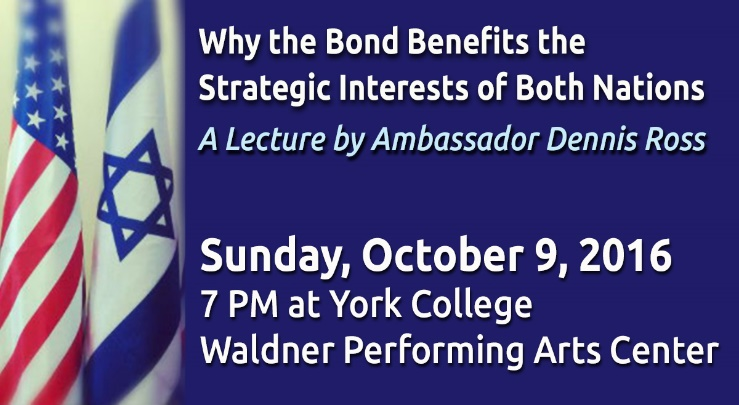 Why the Bond Benefits the
Strategic Interests of Both Nations
A Lecture by Ambassador Dennis Ross
Sunday, October 9, 2016
7 PM at York College
Waldner Performing Arts Center